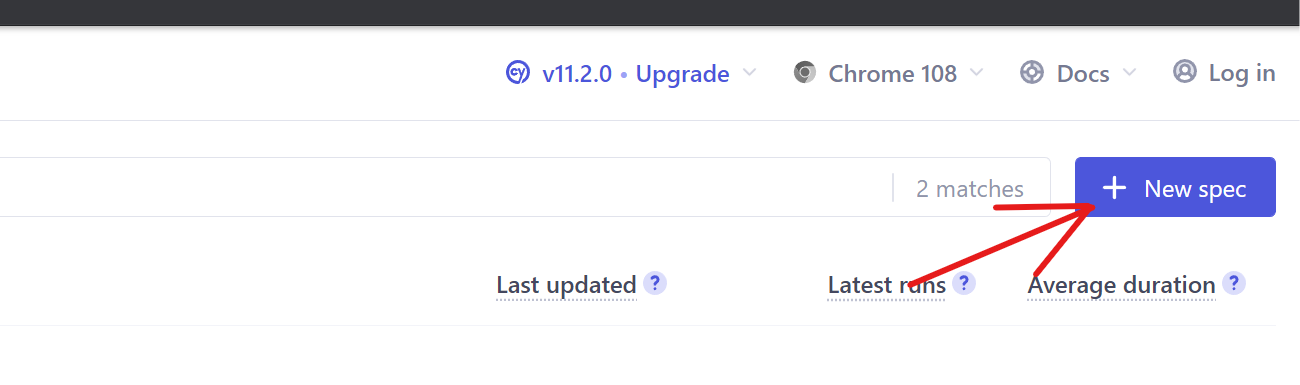 cy v11.2.0 • Upgrade Chrome 108 Docs Log in
2 matches + New spec
Last updated ? Latest runs ? Average duration ?